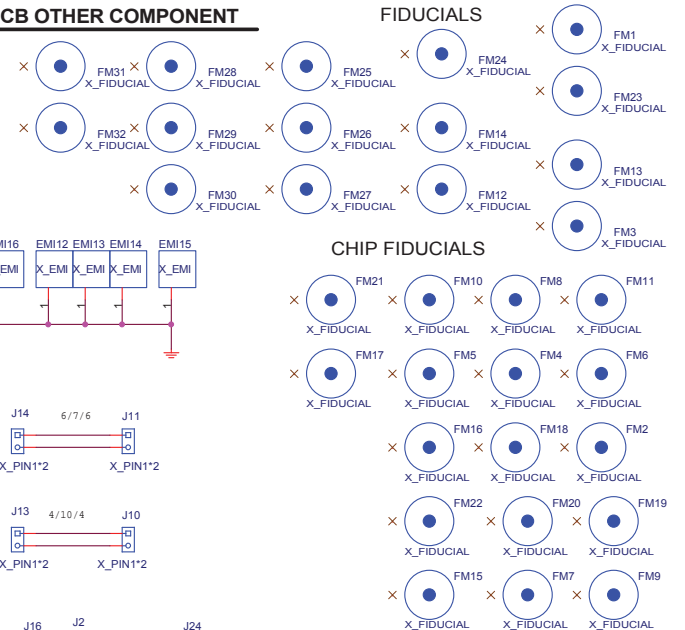 CB OTHER COMPONENT
FIDUCIALS
FM31
X_FIDUCIAL
FM28
X_FIDUCIAL
FM25
X_FIDUCIAL
FM24
X_FIDUCIAL
FM1
X_FIDUCIAL
FM23
X_FIDUCIAL
FM32
X_FIDUCIAL
FM29
X_FIDUCIAL
FM26
X_FIDUCIAL
FM14
X_FIDUCIAL
FM13
X_FIDUCIAL
FM30
X_FIDUCIAL
FM27
X_FIDUCIAL
FM12
X_FIDUCIAL
FM3
X_FIDUCIAL
MI16 EMI12 EMI13 EMI14 EMI15
EMI X_EMI X_EMI X_EMI X_EMI
1 1 1 1
CHIP FIDUCIALS
FM21 FM10 FM8 FM11
X_FIDUCIAL X_FIDUCIAL X_FIDUCIAL X_FIDUCIAL
FM17 FM5 FM4 FM6
X_FIDUCIAL X_FIDUCIAL X_FIDUCIAL X_FIDUCIAL
FM16 FM18 FM2
X_FIDUCIAL X_FIDUCIAL X_FIDUCIAL
FM22 FM20 FM19
X_FIDUCIAL X_FIDUCIAL X_FIDUCIAL
FM15 FM7 FM9
X_FIDUCIAL X_FIDUCIAL X_FIDUCIAL
J14 6/7/6 J11
X_PIN1*2 X_PIN1*2
J13 4/10/4 J10
X_PIN1*2 X_PIN1*2
J16 J2 J24